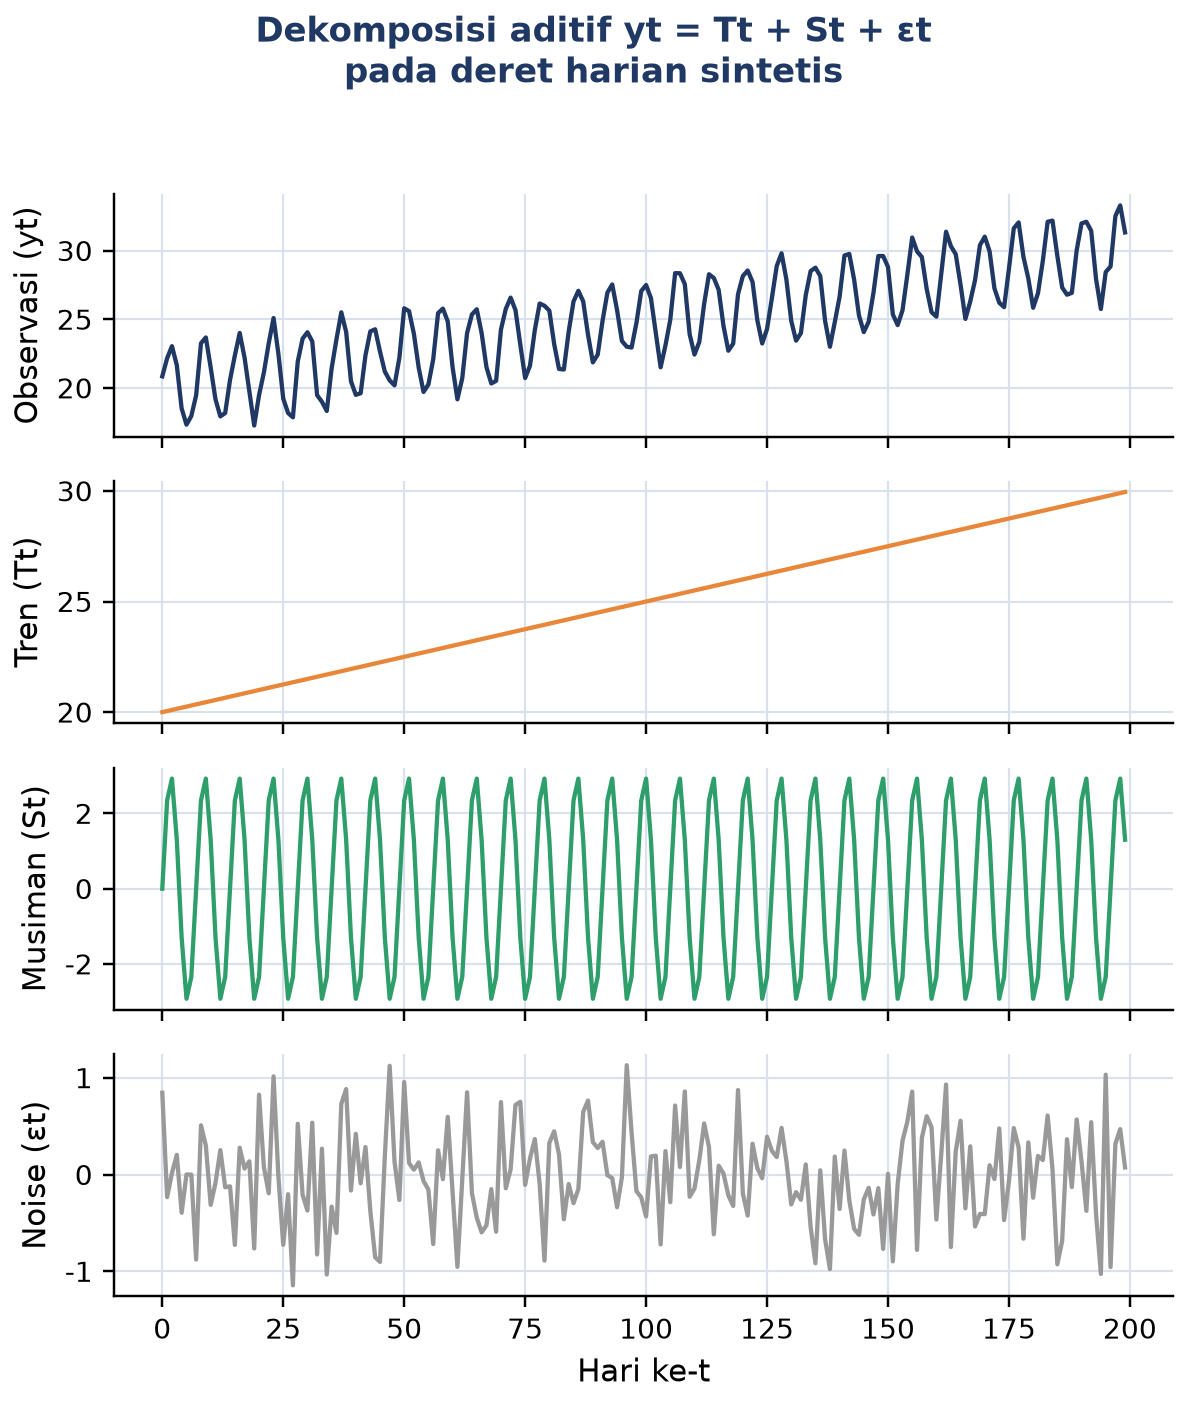 Dekomposisi aditif yt = Tt + St + εt
pada deret harian sintetis
Observasi (yt)
30
25
20
Tren (Tt)
30
25
20
Musiman (St)
2
0
-2
Noise (εt)
1
0
-1
0 25 50 75 100 125 150 175 200
Hari ke-t